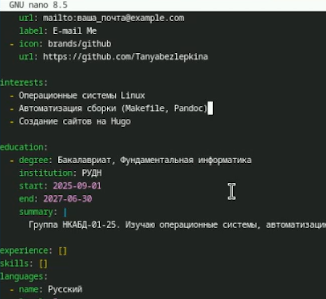 GNU nano 8.5
url: mailto:ваша_почта@example.com
label: E-mail Me
- icon: brands/github
url: https://github.com/Tanyabezlepkina
interests:
- Операционные системы Linux
- Автоматизация сборки (Makefile, Pandoc)
- Создание сайтов на Hugo
education:
- degree: Бакалавриат, Фундаментальная информатика
institution: РУДН
start: 2025-09-01
end: 2027-06-30
summary: |
Группа НКАБД-01-25. Изучаю операционные системы, автоматизацию
experience: []
skills: []
languages:
- name: Русский